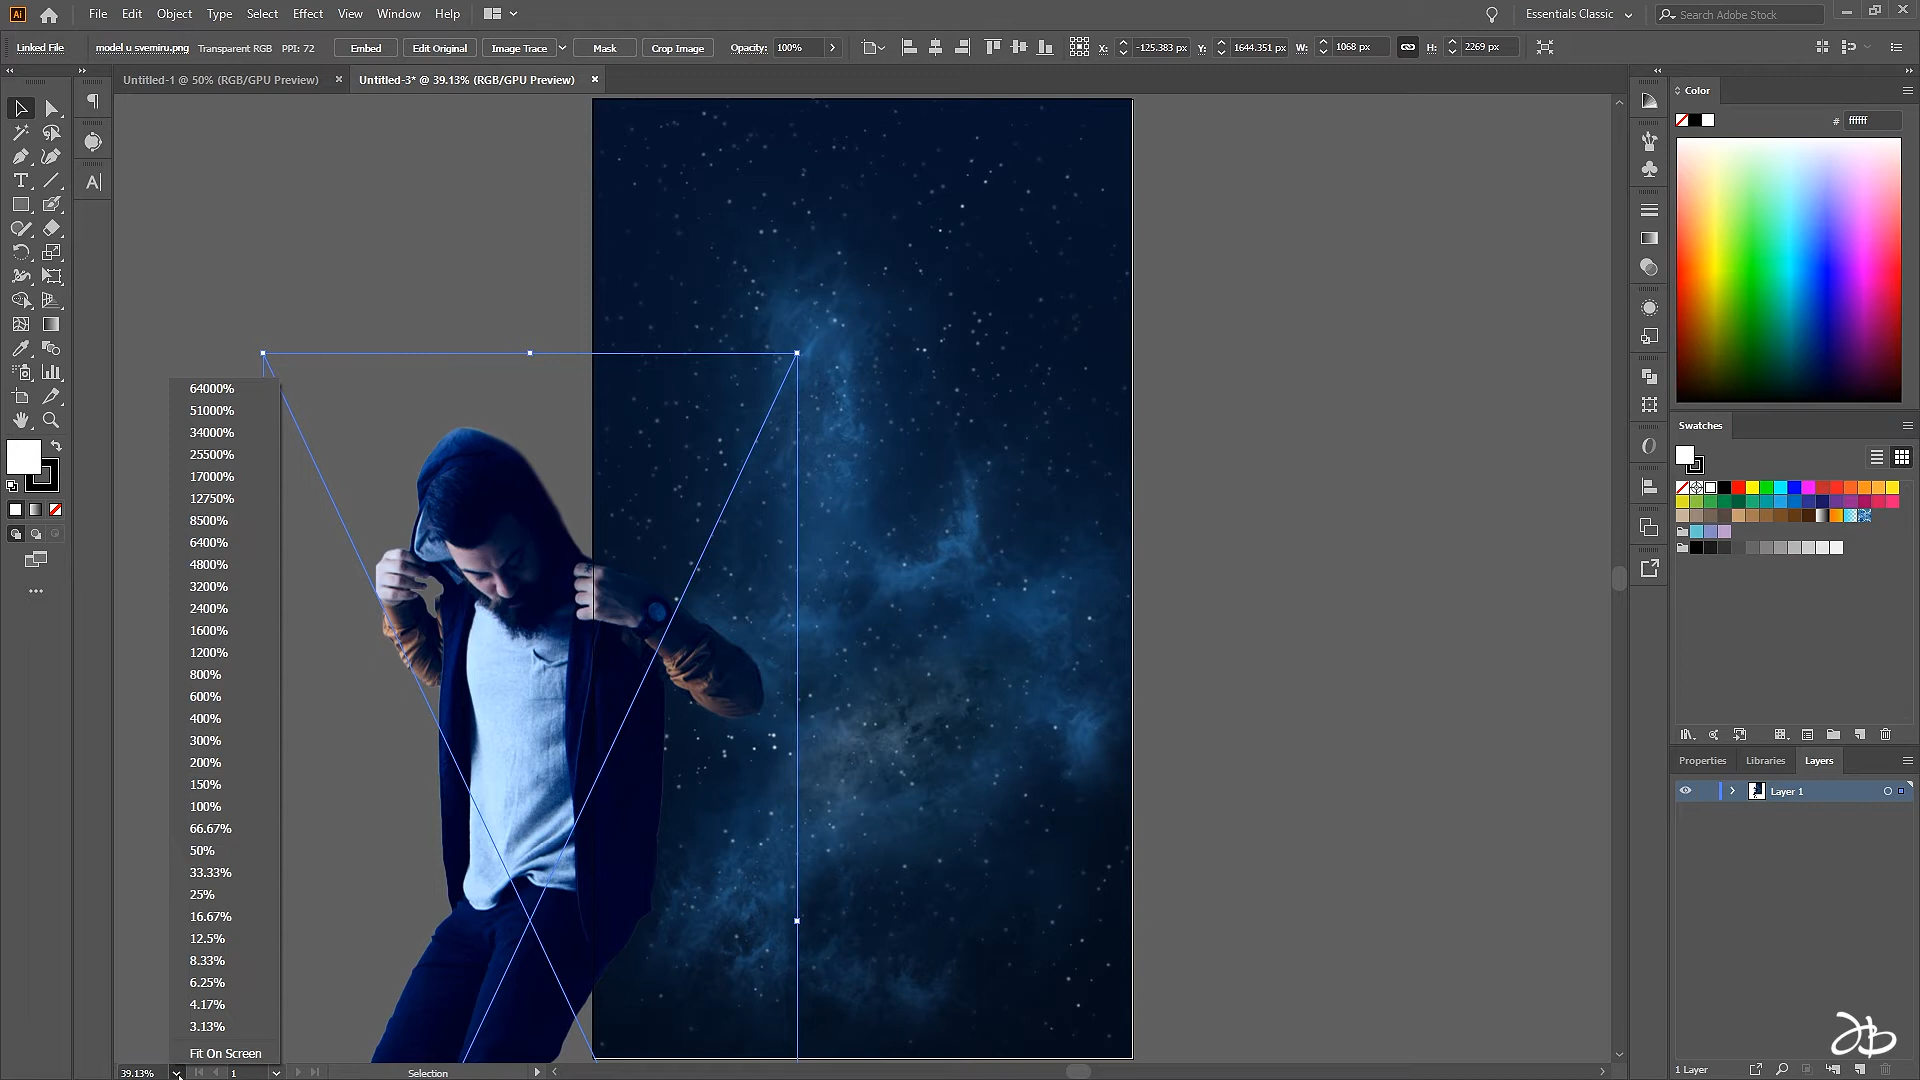 Ai File Edit Object Type Select Effect View Window Help Essentials Classic Search Adobe Stock
Linked File model u svemiru.png Transparent RGB PPI: 72 Embed Edit Original Image Trace Mask Crop Image Opacity: 100% X: -125.383 px Y: 1644.351 px W: 1068 px H: 2269 px
Untitled-1 @ 50% (RGB/GPU Preview) × Untitled-3* @ 39.13% (RGB/GPU Preview) ×
Color
# ffffff
64000%
51000%
34000%
25500%
17000%
12750%
8500%
6400%
4800%
3200%
2400%
1600%
1200%
800%
600%
400%
300%
200%
150%
100%
66.67%
50%
33.33%
25%
16.67%
12.5%
8.33%
6.25%
4.17%
3.13%
Fit On Screen
Swatches
Properties Libraries Layers
Layer 1
39.13% 1 Selection
1 Layer